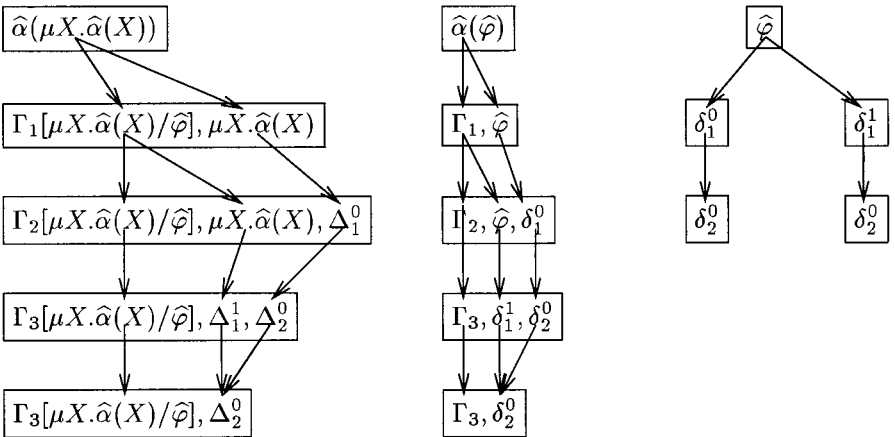 α̂(μX.α̂(X))
Γ₁[μX.α̂(X)/φ̂], μX.α̂(X)
Γ₂[μX.α̂(X)/φ̂], μX.α̂(X), Δ₁⁰
Γ₃[μX.α̂(X)/φ̂], Δ₁¹, Δ₂⁰
Γ₃[μX.α̂(X)/φ̂], Δ₂⁰
α̂(φ̂)
Γ₁, φ̂
Γ₂, φ̂, δ₁⁰
Γ₃, δ₁¹, δ₂⁰
Γ₃, δ₂⁰
φ̂
δ₁⁰ δ₁¹
δ₂⁰ δ₂⁰